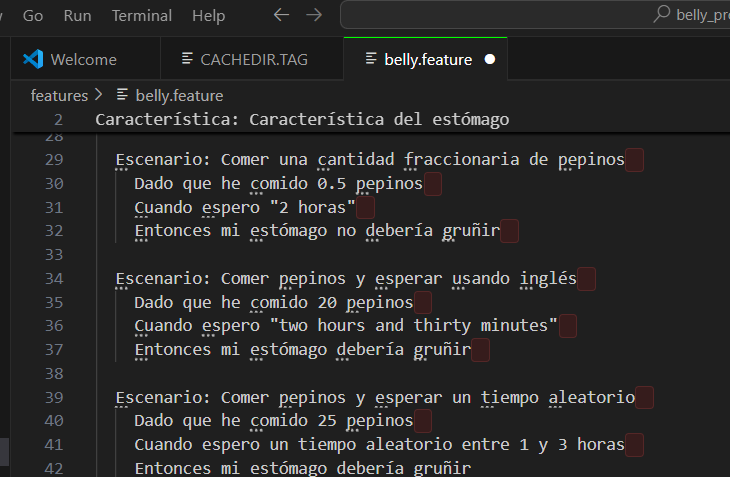 Go Run Terminal Help belly_pr
Welcome CACHEDIR.TAG belly.feature
features > belly.feature
2 Característica: Característica del estómago
28
29 Escenario: Comer una cantidad fraccionaria de pepinos
30 Dado que he comido 0.5 pepinos
31 Cuando espero "2 horas"
32 Entonces mi estómago no debería gruñir
33
34 Escenario: Comer pepinos y esperar usando inglés
35 Dado que he comido 20 pepinos
36 Cuando espero "two hours and thirty minutes"
37 Entonces mi estómago debería gruñir
38
39 Escenario: Comer pepinos y esperar un tiempo aleatorio
40 Dado que he comido 25 pepinos
41 Cuando espero un tiempo aleatorio entre 1 y 3 horas
42 Entonces mi estómago debería gruñir